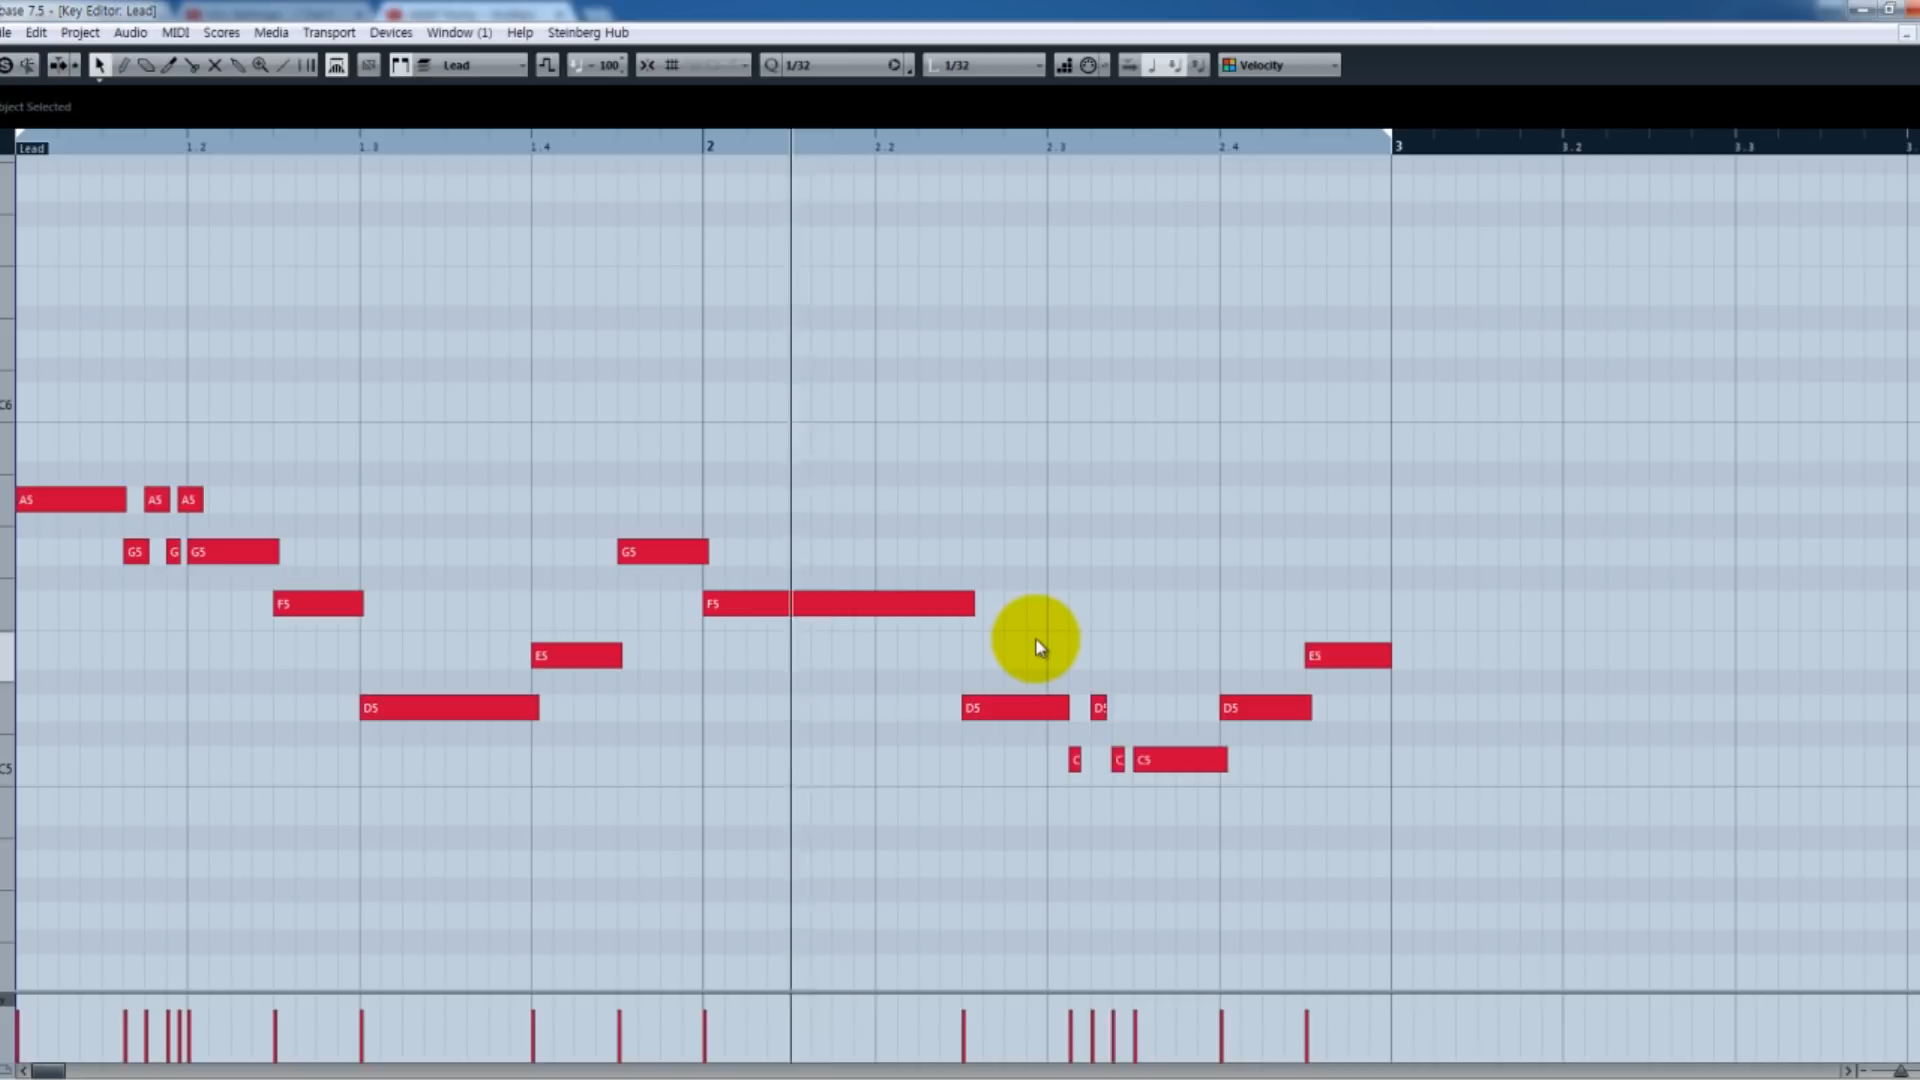 base 7.5 - [Key Editor: Lead]
ile Edit Project Audio MIDI Scores Media Transport Devices Window (1) Help Steinberg Hub
Lead 100 Q 1/32 L 1/32 Velocity
bject Selected
Lead 1.2 1.3 1.4 2 2.2 2.3 2.4 3 3.2 3.3 3.
C6
A5 A5 A5
G5 G G5 G5
F5 F5
E5 E5
D5 D5 D5 D5
C5 C C C5